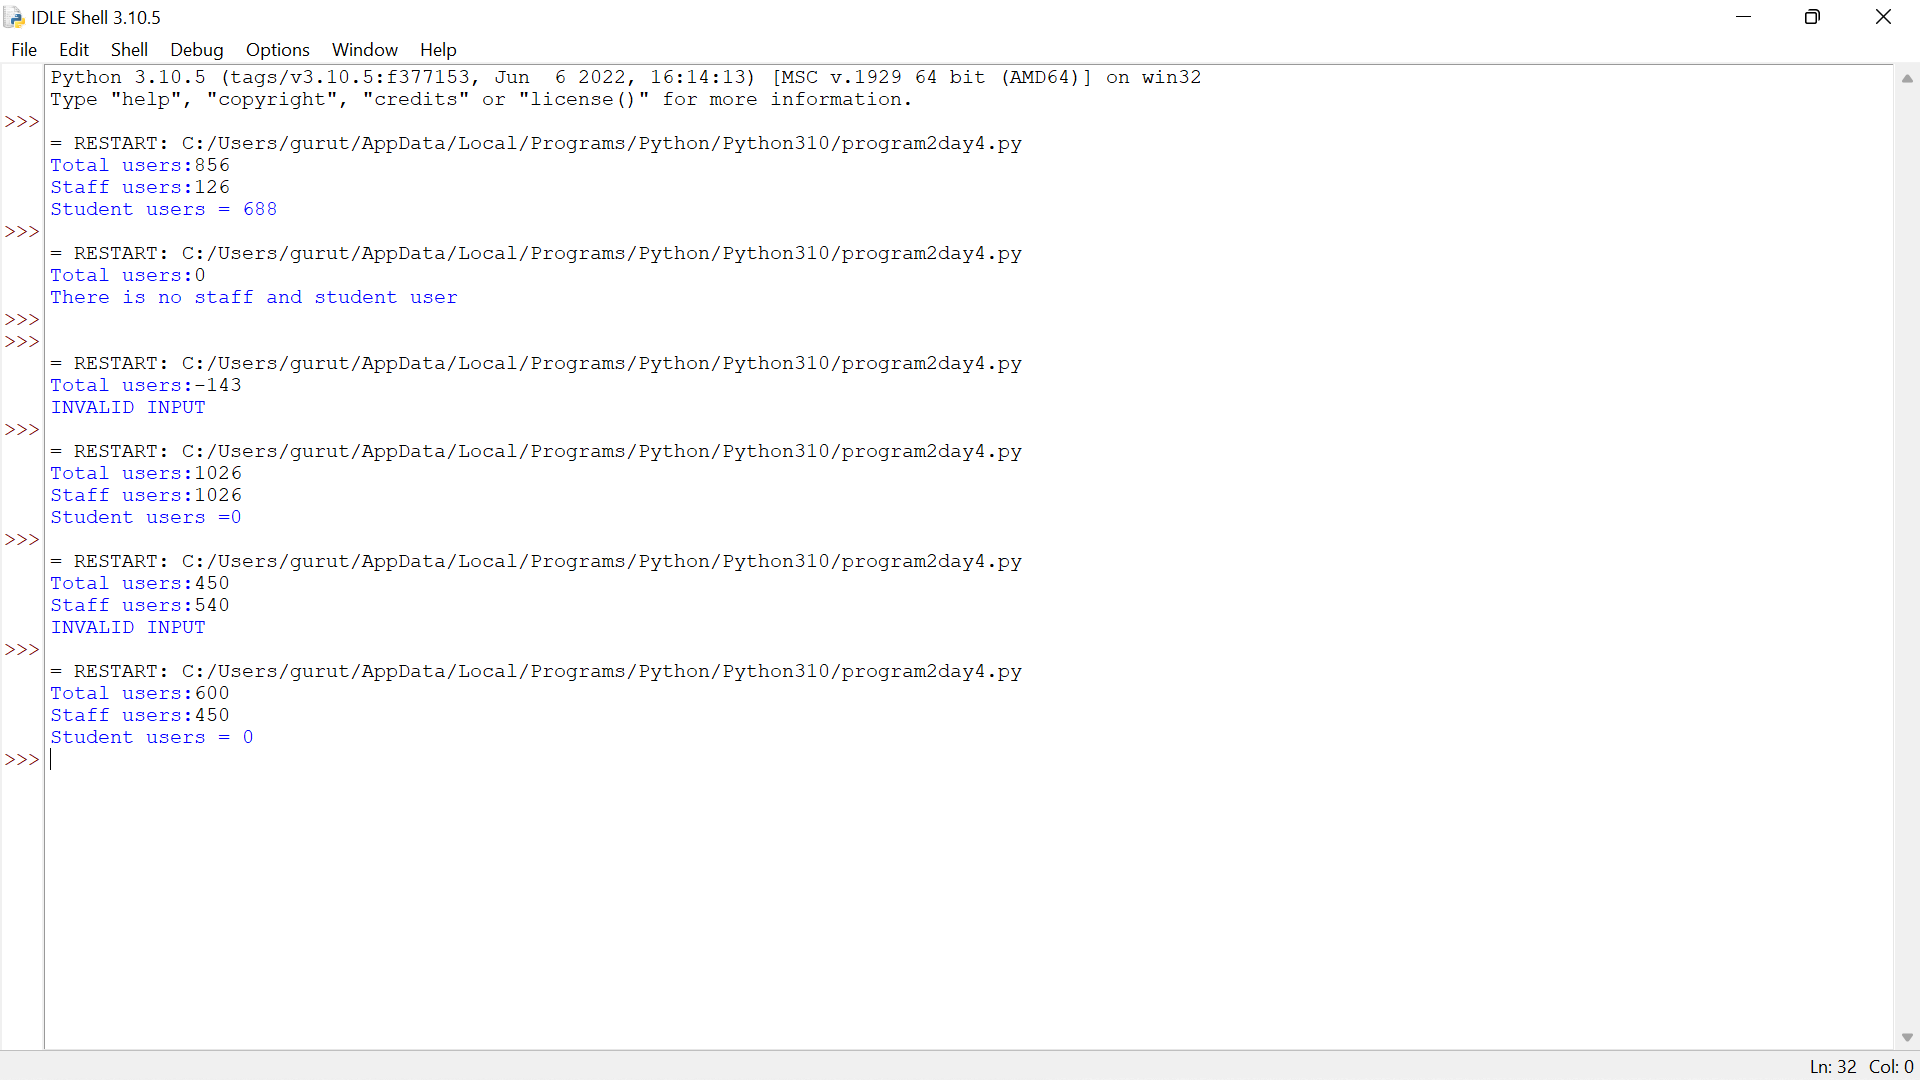 IDLE Shell 3.10.5
File Edit Shell Debug Options Window Help
Python 3.10.5 (tags/v3.10.5:f377153, Jun  6 2022, 16:14:13) [MSC v.1929 64 bit (AMD64)] on win32
Type "help", "copyright", "credits" or "license()" for more information.
>>>
= RESTART: C:/Users/gurut/AppData/Local/Programs/Python/Python310/program2day4.py
Total users:856
Staff users:126
Student users = 688
>>>
= RESTART: C:/Users/gurut/AppData/Local/Programs/Python/Python310/program2day4.py
Total users:0
There is no staff and student user
>>>
>>>
= RESTART: C:/Users/gurut/AppData/Local/Programs/Python/Python310/program2day4.py
Total users:-143
INVALID INPUT
>>>
= RESTART: C:/Users/gurut/AppData/Local/Programs/Python/Python310/program2day4.py
Total users:1026
Staff users:1026
Student users =0
>>>
= RESTART: C:/Users/gurut/AppData/Local/Programs/Python/Python310/program2day4.py
Total users:450
Staff users:540
INVALID INPUT
>>>
= RESTART: C:/Users/gurut/AppData/Local/Programs/Python/Python310/program2day4.py
Total users:600
Staff users:450
Student users = 0
>>>
Ln: 32 Col: 0